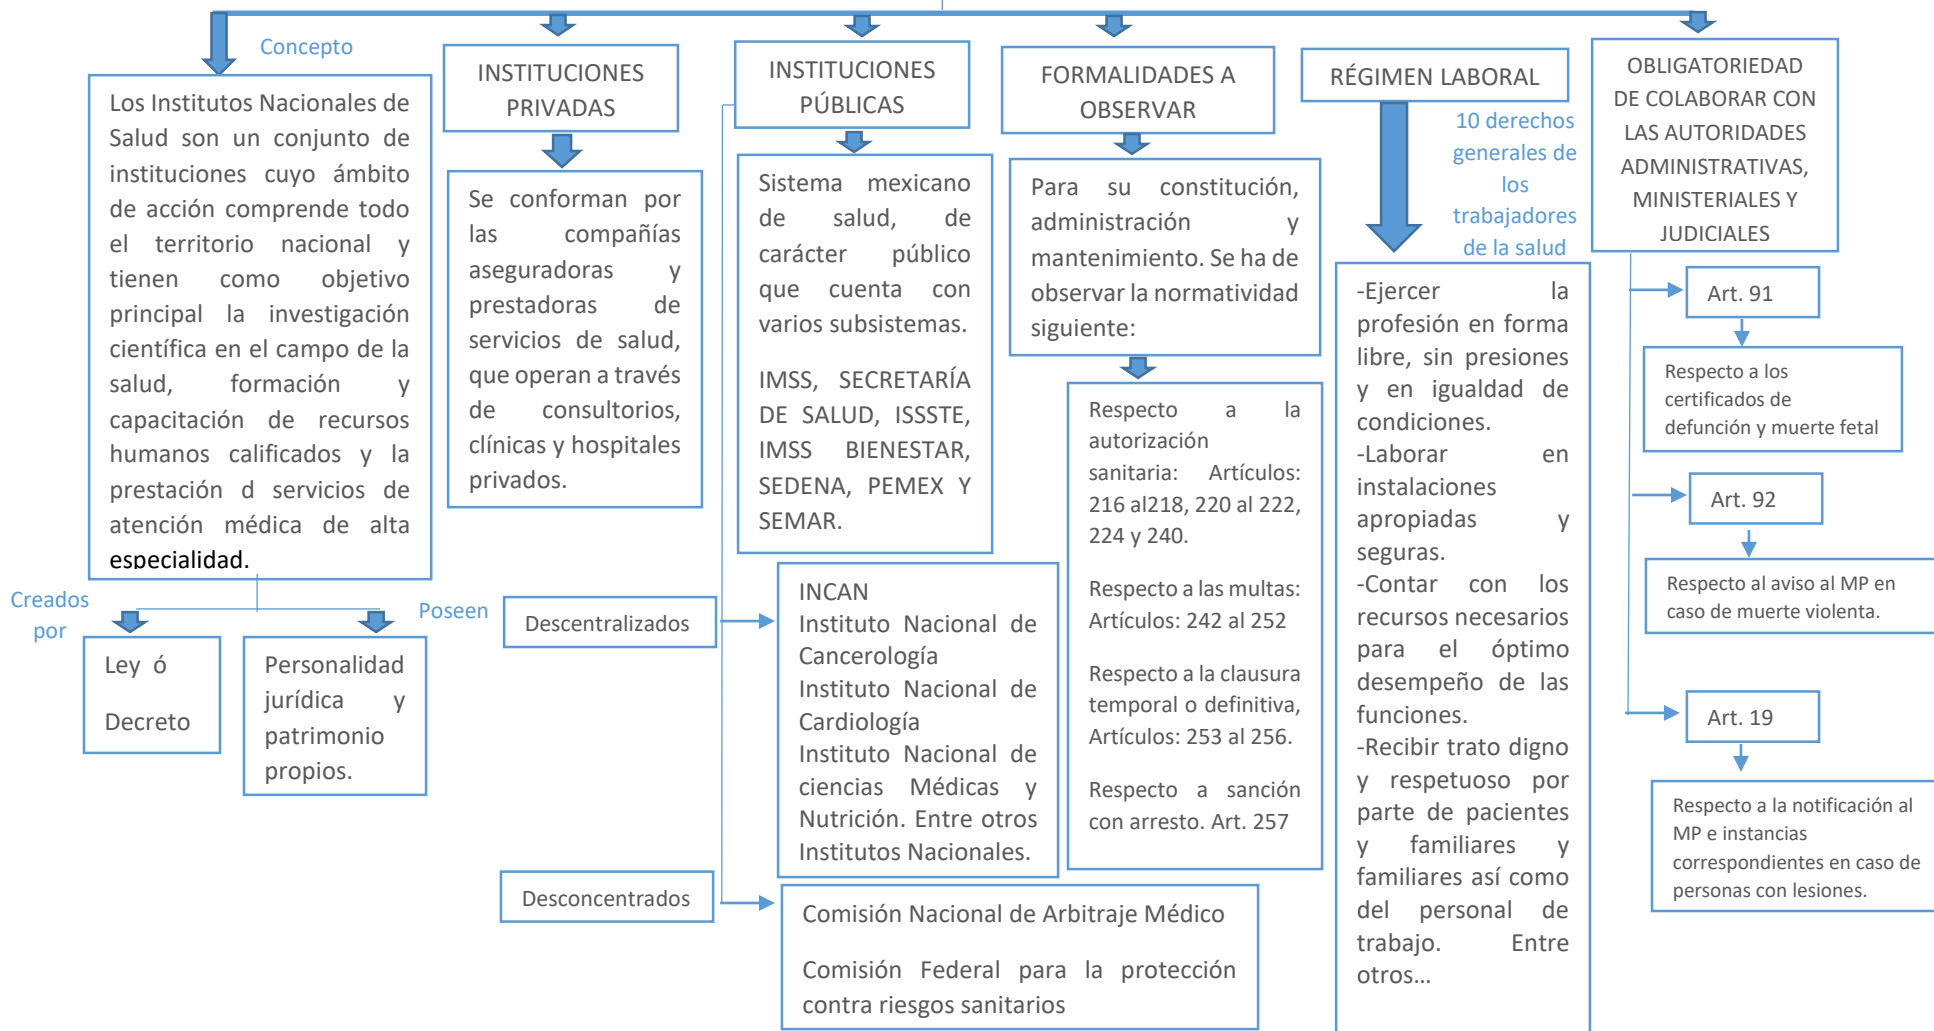 Concepto
Los Institutos Nacionales de
Salud son un conjunto de
instituciones cuyo ámbito
de acción comprende todo
el territorio nacional y
tienen como objetivo
principal la investigación
científica en el campo de la
salud, formación y
capacitación de recursos
humanos calificados y la
prestación d servicios de
atención médica de alta
especialidad.
Creados
por
Poseen
Ley ó
Decreto
Personalidad
jurídica y
patrimonio
propios.
INSTITUCIONES
PRIVADAS
Se conforman por
las compañías
aseguradoras y
prestadoras de
servicios de salud,
que operan a través
de consultorios,
clínicas y hospitales
privados.
INSTITUCIONES
PÚBLICAS
Sistema mexicano
de salud, de
carácter público
que cuenta con
varios subsistemas.
IMSS, SECRETARÍA
DE SALUD, ISSSTE,
IMSS BIENESTAR,
SEDENA, PEMEX Y
SEMAR.
Descentralizados
INCAN
Instituto Nacional de
Cancerología
Instituto Nacional de
Cardiología
Instituto Nacional de
ciencias Médicas y
Nutrición. Entre otros
Institutos Nacionales.
Desconcentrados
Comisión Nacional de Arbitraje Médico
Comisión Federal para la protección
contra riesgos sanitarios
FORMALIDADES A
OBSERVAR
Para su constitución,
administración y
mantenimiento. Se ha de
observar la normatividad
siguiente:
Respecto a la
autorización
sanitaria: Artículos:
216 al218, 220 al 222,
224 y 240.
Respecto a las multas:
Artículos: 242 al 252
Respecto a la clausura
temporal o definitiva,
Artículos: 253 al 256.
Respecto a sanción
con arresto. Art. 257
RÉGIMEN LABORAL
10 derechos
generales de
los
trabajadores
de la salud
-Ejercer la
profesión en forma
libre, sin presiones
y en igualdad de
condiciones.
-Laborar en
instalaciones
apropiadas y
seguras.
-Contar con los
recursos necesarios
para el óptimo
desempeño de las
funciones.
-Recibir trato digno
y respetuoso por
parte de pacientes
y familiares y
familiares así como
del personal de
trabajo. Entre
otros…
OBLIGATORIEDAD
DE COLABORAR CON
LAS AUTORIDADES
ADMINISTRATIVAS,
MINISTERIALES Y
JUDICIALES
Art. 91
Respecto a los
certificados de
defunción y muerte fetal
Art. 92
Respecto al aviso al MP en
caso de muerte violenta.
Art. 19
Respecto a la notificación al
MP e instancias
correspondientes en caso de
personas con lesiones.